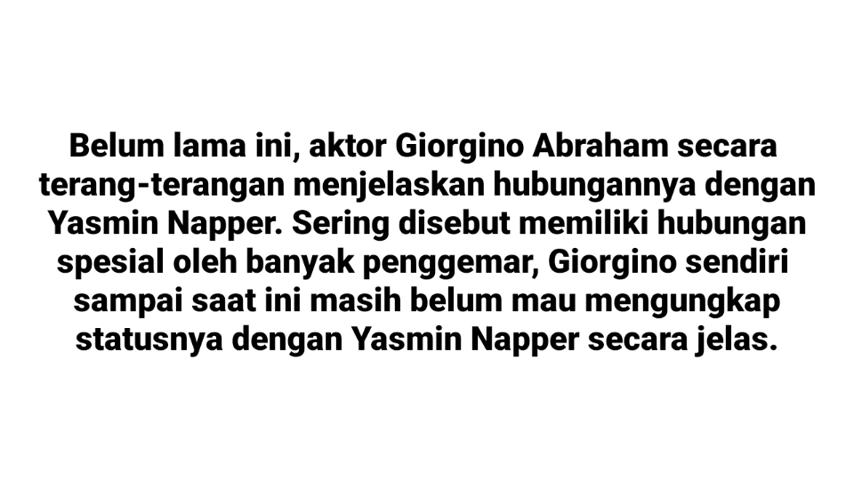 Belum lama ini, aktor Giorgino Abraham secara
terang-terangan menjelaskan hubungannya dengan
Yasmin Napper. Sering disebut memiliki hubungan
spesial oleh banyak penggemar, Giorgino sendiri
sampai saat ini masih belum mau mengungkap
statusnya dengan Yasmin Napper secara jelas.